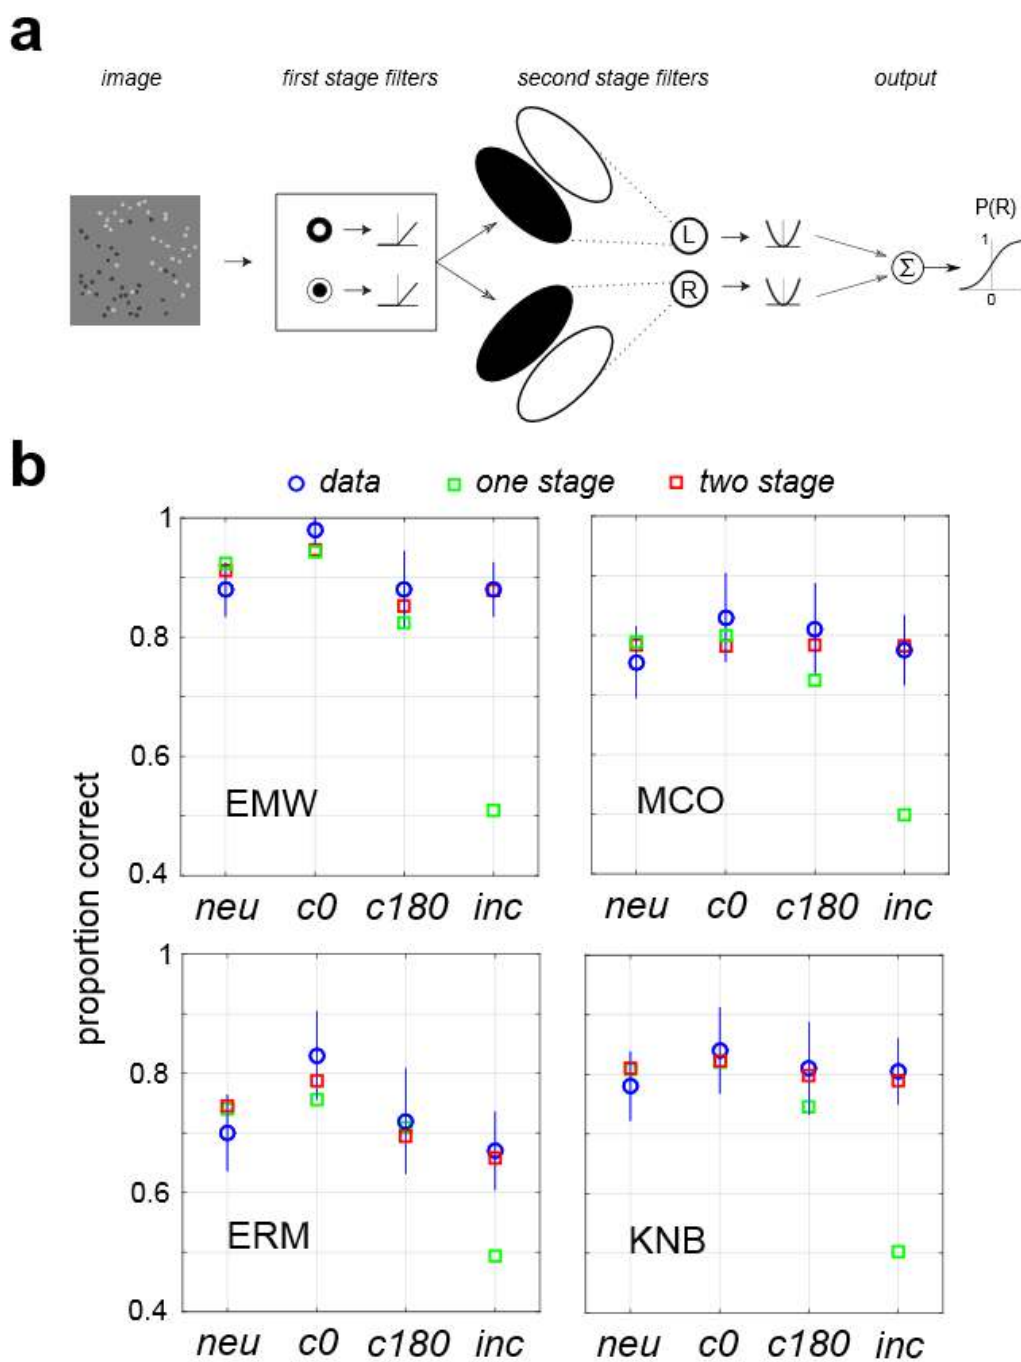 a
image first stage filters second stage filters output
P(R)
1
L
Σ
R
0
b
data one stage two stage
proportion correct
1
0.8
0.6
0.4
EMW
neu c0 c180 inc
MCO
neu c0 c180 inc
1
0.8
0.6
0.4
ERM
neu c0 c180 inc
KNB
neu c0 c180 inc